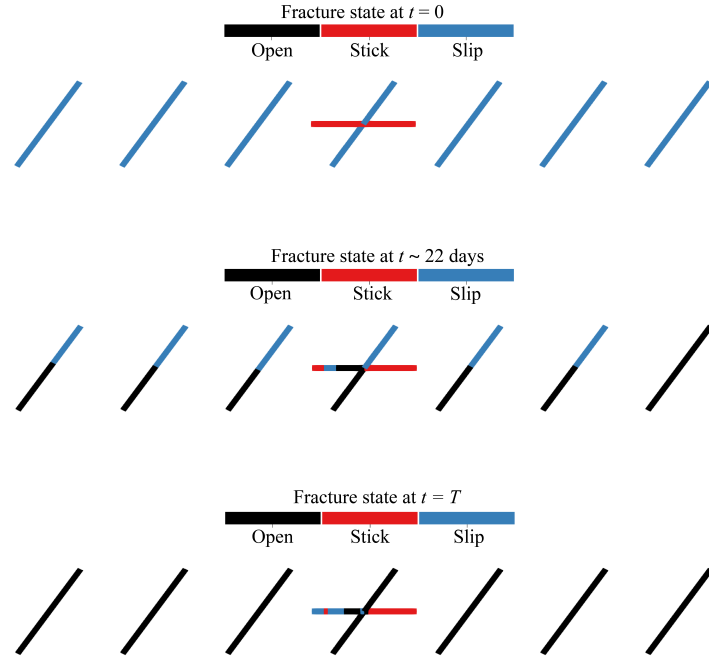 Fracture state at t = 0
Open Stick Slip
Fracture state at t ~ 22 days
Open Stick Slip
Fracture state at t = T
Open Stick Slip